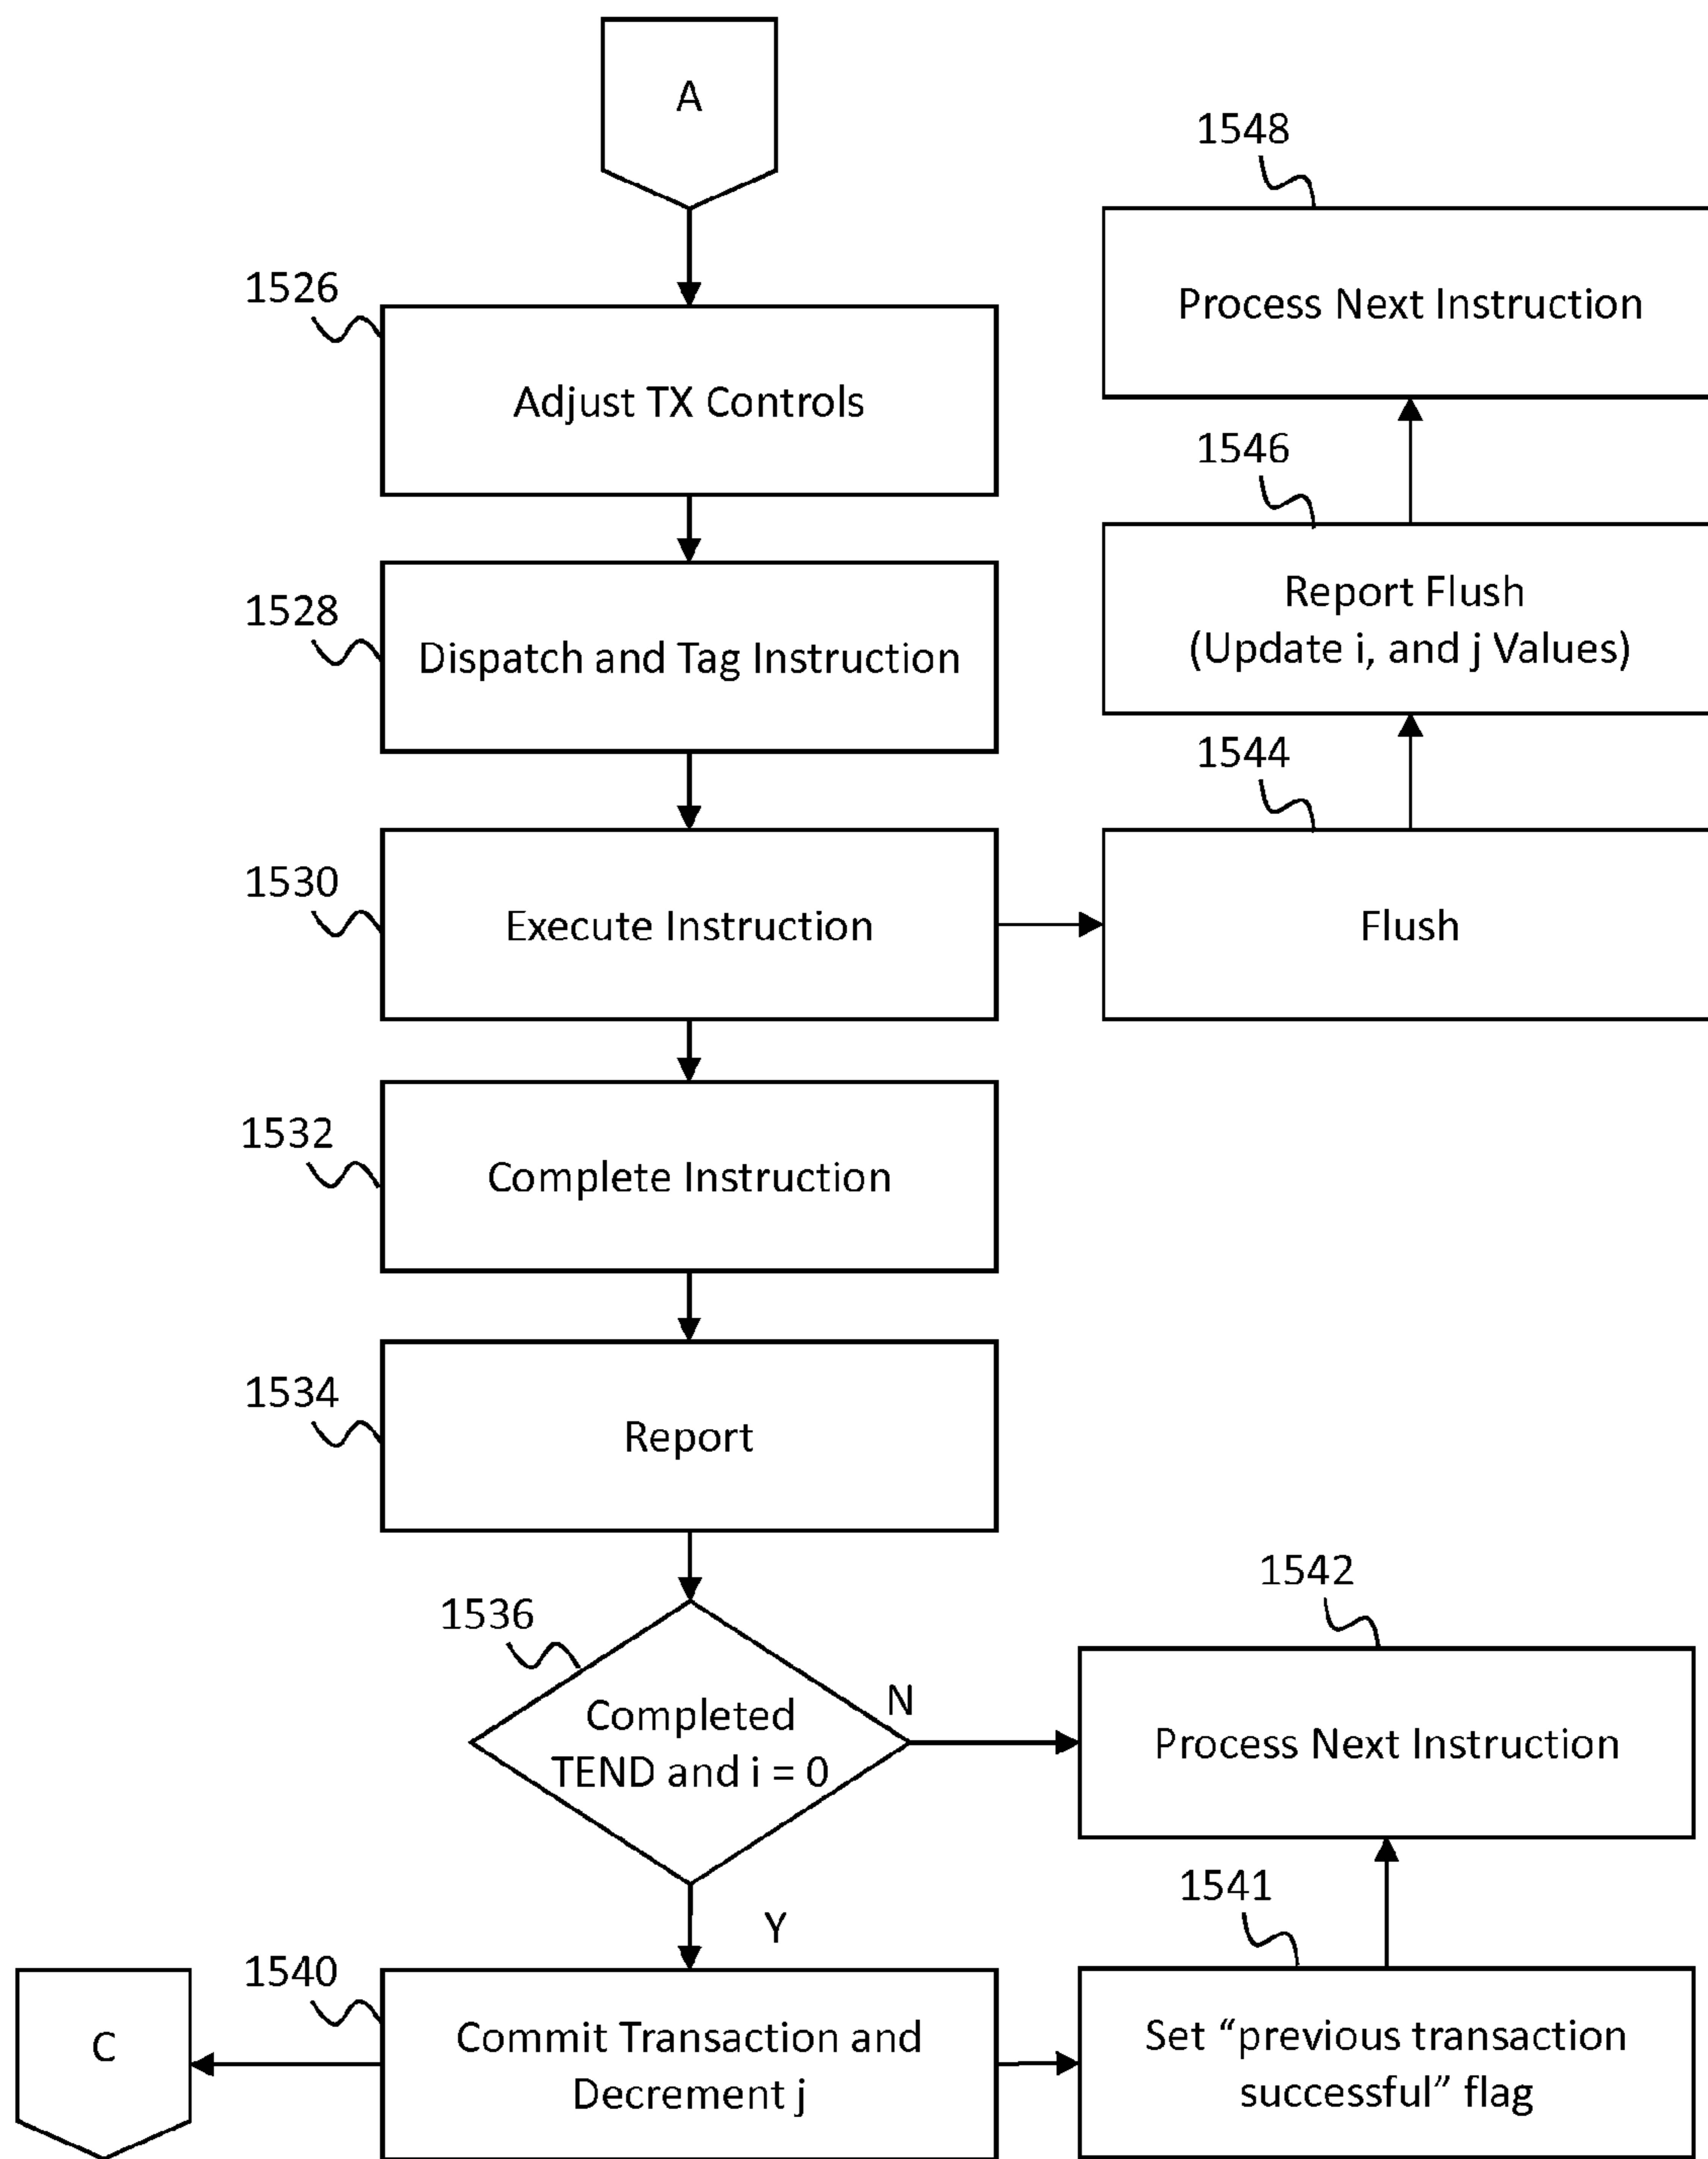 A
1548
Process Next Instruction
1526
Adjust TX Controls
1546
Report Flush
(Update i, and j Values)
1528
Dispatch and Tag Instruction
1544
Flush
1530
Execute Instruction
1532
Complete Instruction
1534
Report
1536
Completed
TEND and i = 0
N
1542
Process Next Instruction
Y
1541
Set “previous transaction
successful” flag
1540
Commit Transaction and
Decrement j
C